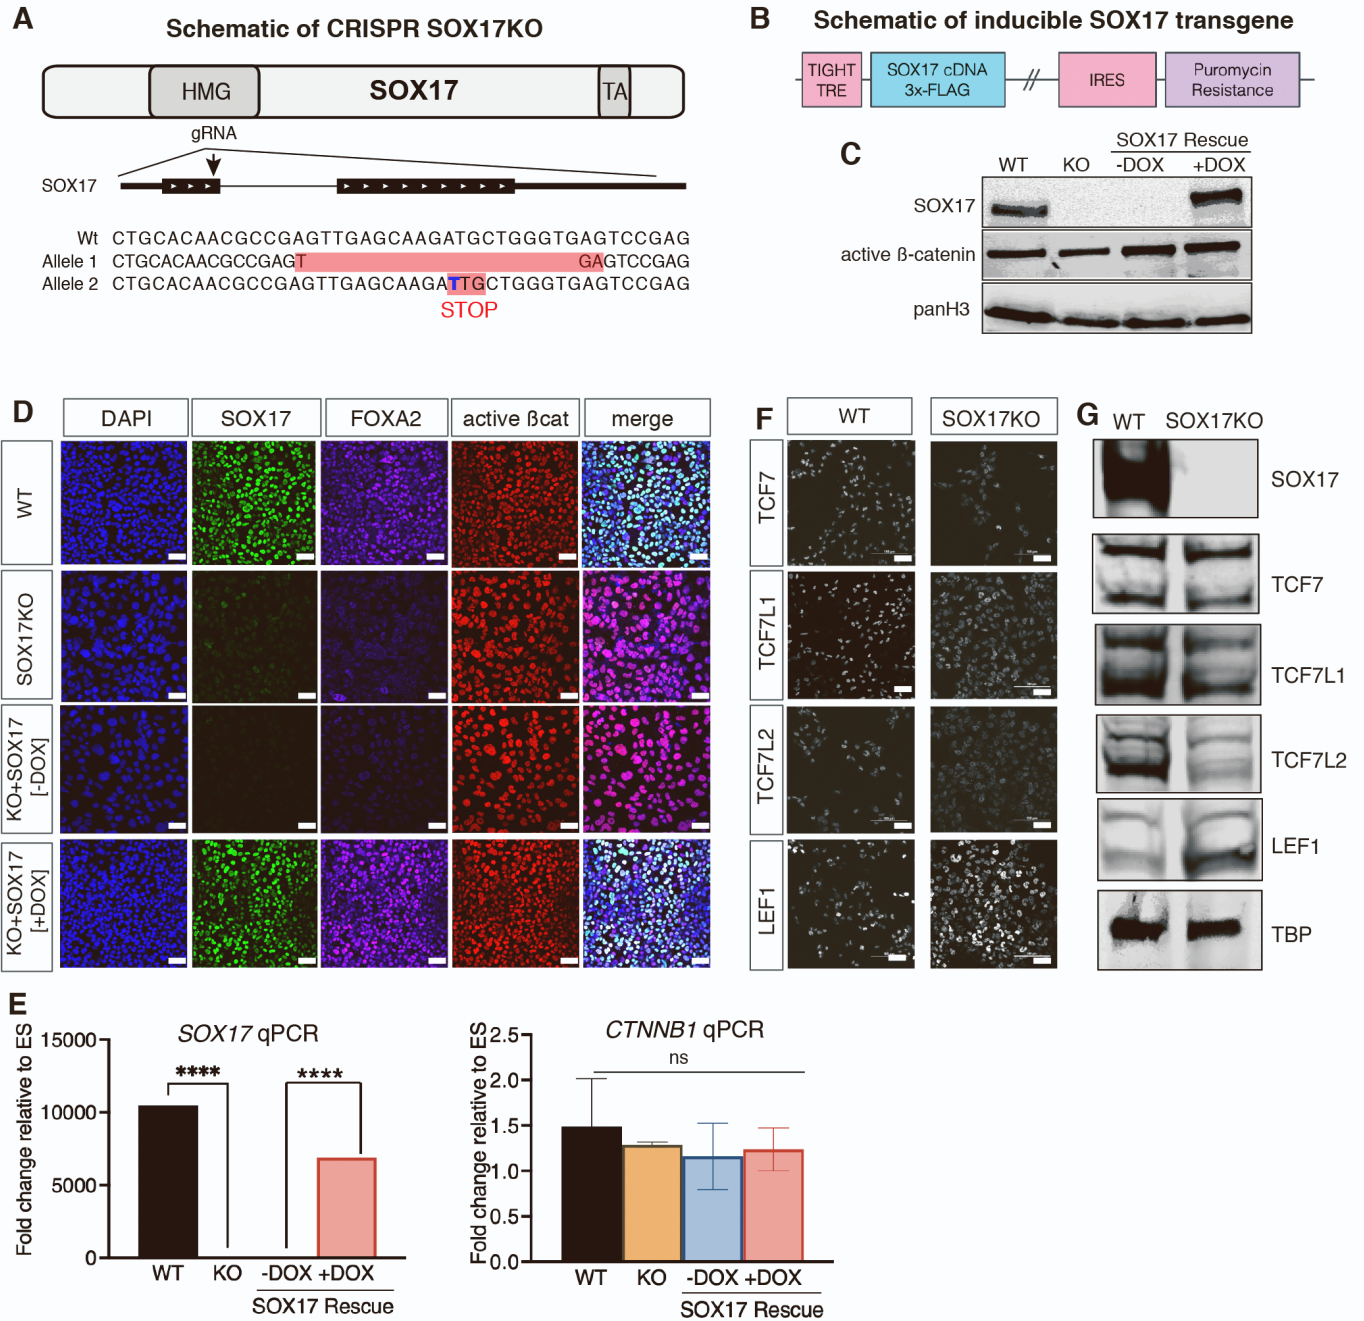 A
Schematic of CRISPR SOX17KO
HMG
SOX17
TA
gRNA
SOX17
Wt CTGCACAACGCCGAGTTGAGCAAGATGCTGGGTGAGTCCGAG
Allele 1 CTGCACAACGCCGAGT GAGTCCGAG
Allele 2 CTGCACAACGCCGAGTTGAGCAAGATTGCTGGGTGAGTCCGAG
STOP
B
Schematic of inducible SOX17 transgene
TIGHT
TRE
SOX17 cDNA
3x-FLAG
IRES
Puromycin
Resistance
C
SOX17 Rescue
WT KO -DOX +DOX
SOX17
active ß-catenin
panH3
D
DAPI SOX17 FOXA2 active ßcat merge
WT
SOX17KO
KO+SOX17
[-DOX]
KO+SOX17
[+DOX]
F
WT SOX17KO
TCF7
TCF7L1
TCF7L2
LEF1
G
WT SOX17KO
SOX17
TCF7
TCF7L1
TCF7L2
LEF1
TBP
E
SOX17 qPCR
Fold change relative to ES
15000
10000
5000
0
****
****
WT KO -DOX +DOX
SOX17 Rescue
CTNNB1 qPCR
Fold change relative to ES
2.5
2.0
1.5
1.0
0.5
0.0
ns
WT KO -DOX +DOX
SOX17 Rescue